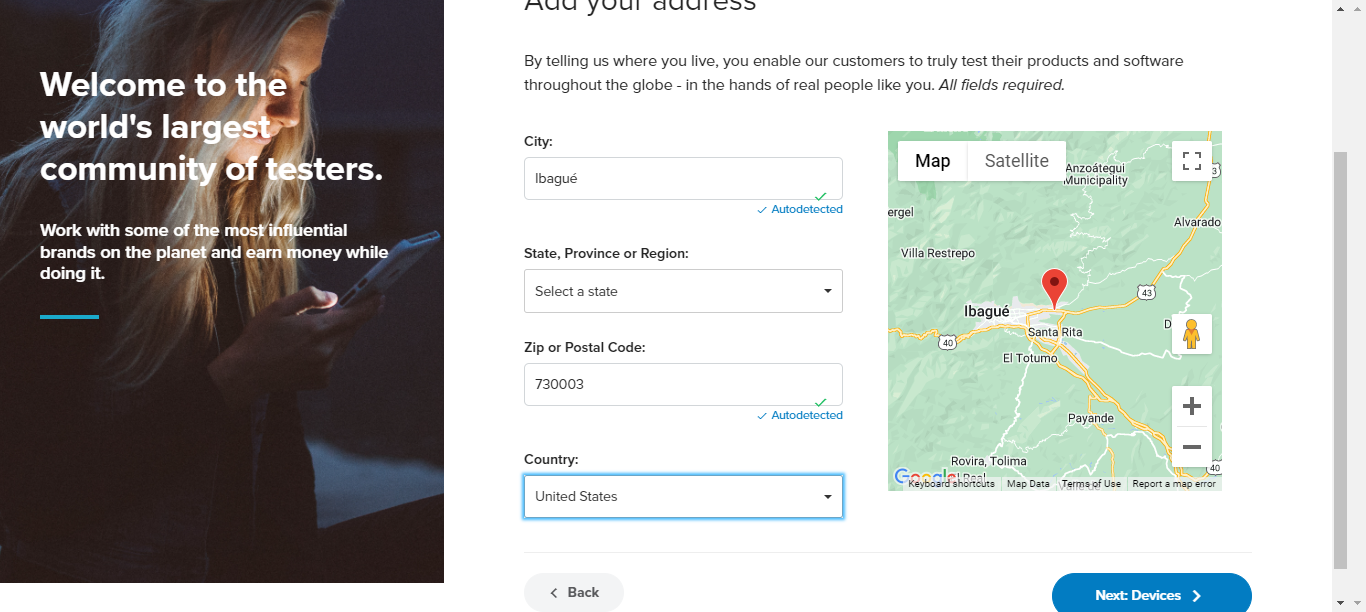 Add your address
Welcome to the
world's largest
community of testers.
Work with some of the most influential
brands on the planet and earn money while
doing it.
By telling us where you live, you enable our customers to truly test their products and software
throughout the globe - in the hands of real people like you. All fields required.
City:
Ibagué
Autodetected
State, Province or Region:
Select a state
Zip or Postal Code:
730003
Autodetected
Country:
United States
Back
Next: Devices
Map
Satellite
Anzoátegui
Municipality
3
ergel
Alvarado
Villa Restrepo
43
Ibagué
D
Santa Rita
40
El Totumo
Payande
Rovira, Tolima
40
Google
Keyboard shortcuts
Map Data
Terms of Use
Report a map error